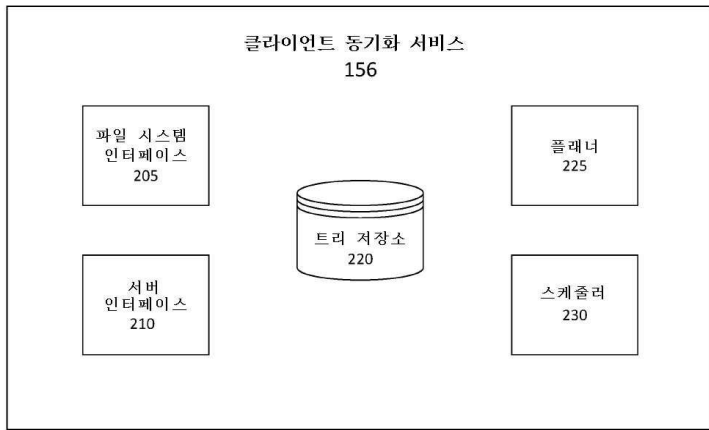 클라이언트 동기화 서비스
156
파일 시스템
인터페이스
205
플래너
225
트리 저장소
220
서버
인터페이스
210
스케줄러
230